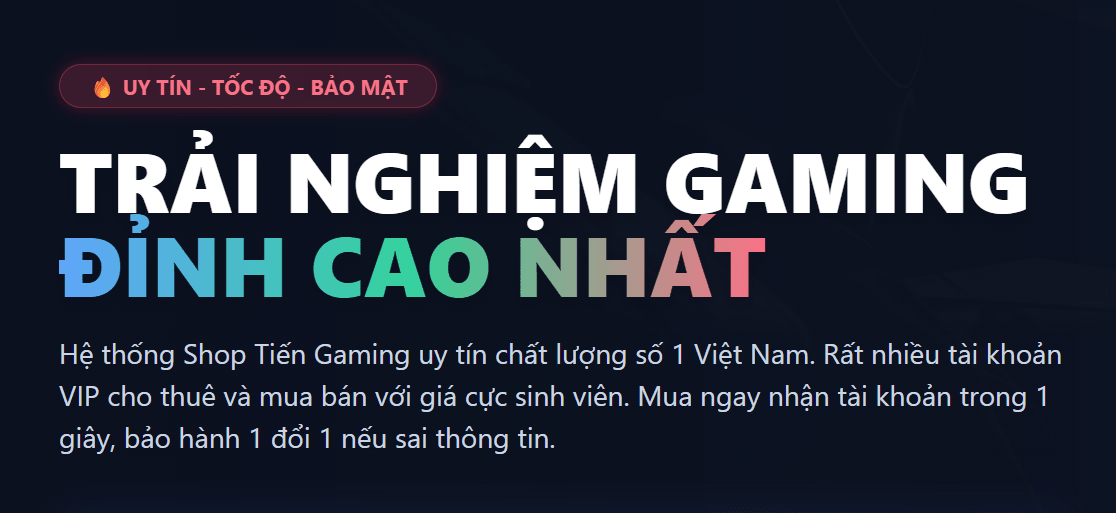 🔥 UY TÍN - TỐC ĐỘ - BẢO MẬT
TRẢI NGHIỆM GAMING
ĐỈNH CAO NHẤT
Hệ thống Shop Tiến Gaming uy tín chất lượng số 1 Việt Nam. Rất nhiều tài khoản
VIP cho thuê và mua bán với giá cực sinh viên. Mua ngay nhận tài khoản trong 1
giây, bảo hành 1 đổi 1 nếu sai thông tin.